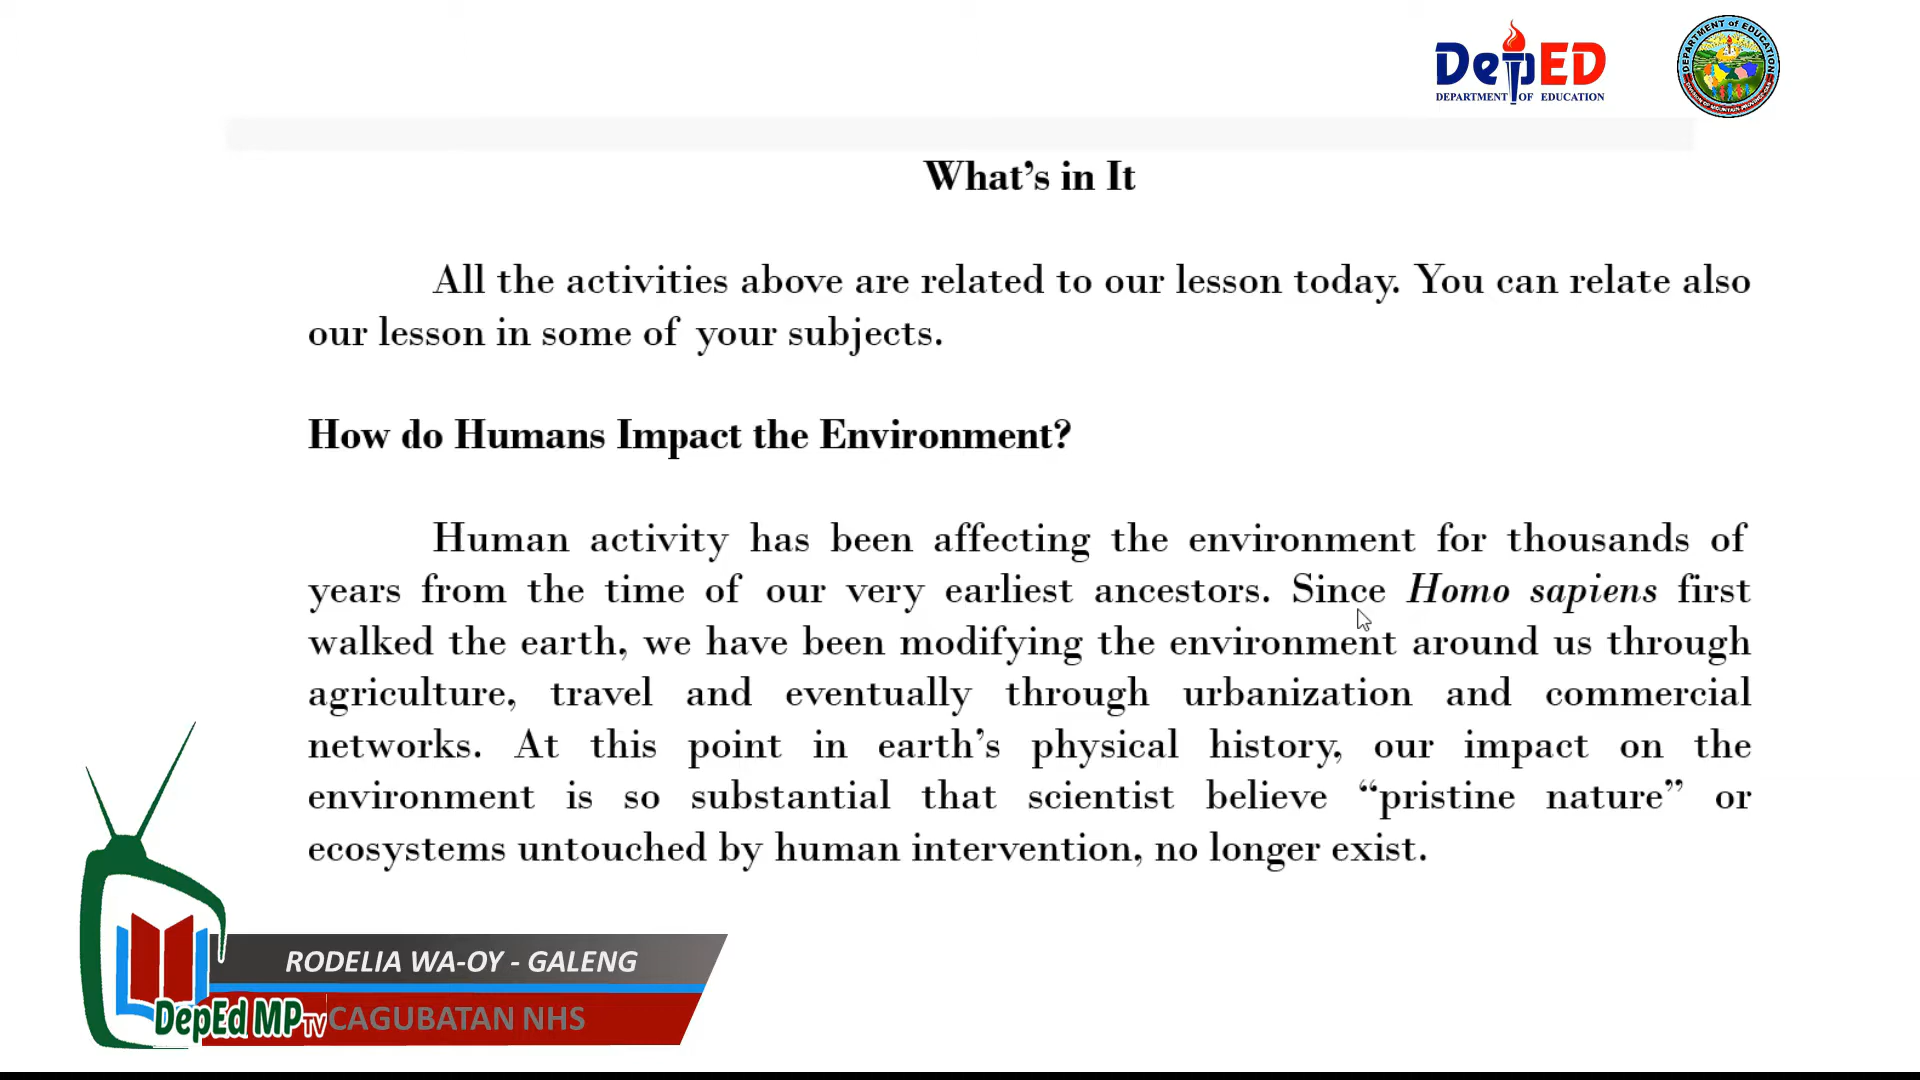 DepED
DEPARTMENT OF EDUCATION
DEPARTMENT of EDUCATION
What's in It
All the activities above are related to our lesson today. You can relate also
our lesson in some of your subjects.
How do Humans Impact the Environment?
Human activity has been affecting the environment for thousands of
years from the time of our very earliest ancestors. Since Homo sapiens first
walked the earth, we have been modifying the environment around us through
agriculture, travel and eventually through urbanization and commercial
networks. At this point in earth's physical history, our impact on the
environment is so substantial that scientist believe “pristine nature” or
ecosystems untouched by human intervention, no longer exist.
RODELIA WA-OY - GALENG
DepEd MP TV
CAGUBATAN NHS